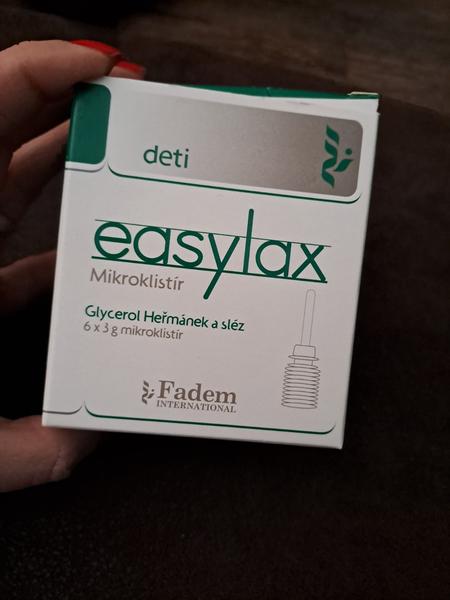 deti
easylax
Mikroklistír
Glycerol Heřmánek a sléz
6 x 3 g mikroklistír
Fadem
INTERNATIONAL